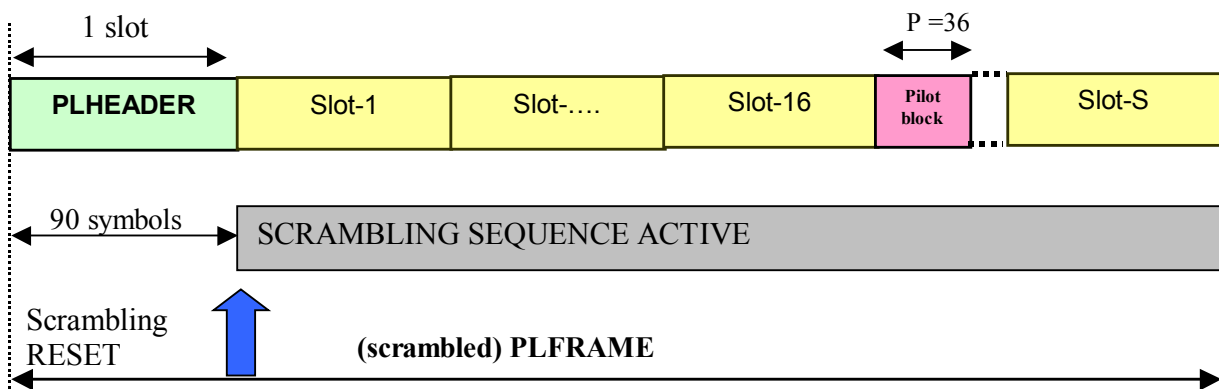 1 slot
P =36
PLHEADER
Slot-1
Slot-….
Slot-16
Pilot
block
Slot-S
90 symbols
SCRAMBLING SEQUENCE ACTIVE
Scrambling
RESET
(scrambled) PLFRAME